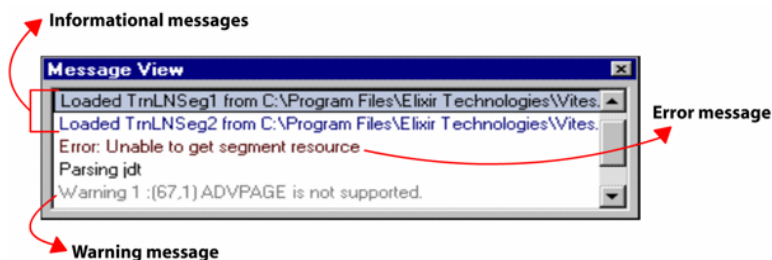 Informational messages
Message View
Loaded TrnLNSeg1 from C:\Program Files\Elixir Technologies\Vites.
Loaded TrnLNSeg2 from C:\Program Files\Elixir Technologies\Vites.
Error message
Error: Unable to get segment resource
Parsing jdt
Warning 1 :(67,1) ADVPAGE is not supported.
Warning message